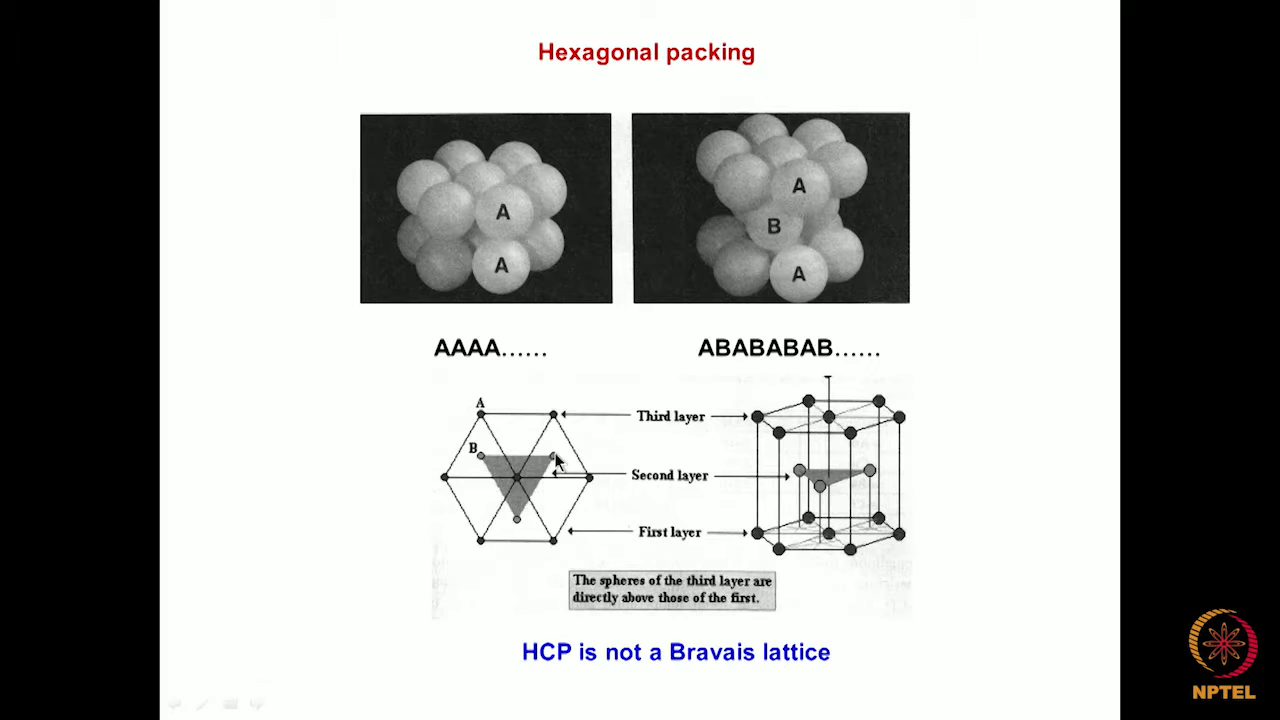 Hexagonal packing
A
A
A
B
A
AAAA......
ABABABAB......
A
B
Third layer
Second layer
First layer
The spheres of the third layer are
directly above those of the first.
HCP is not a Bravais lattice
NPTEL